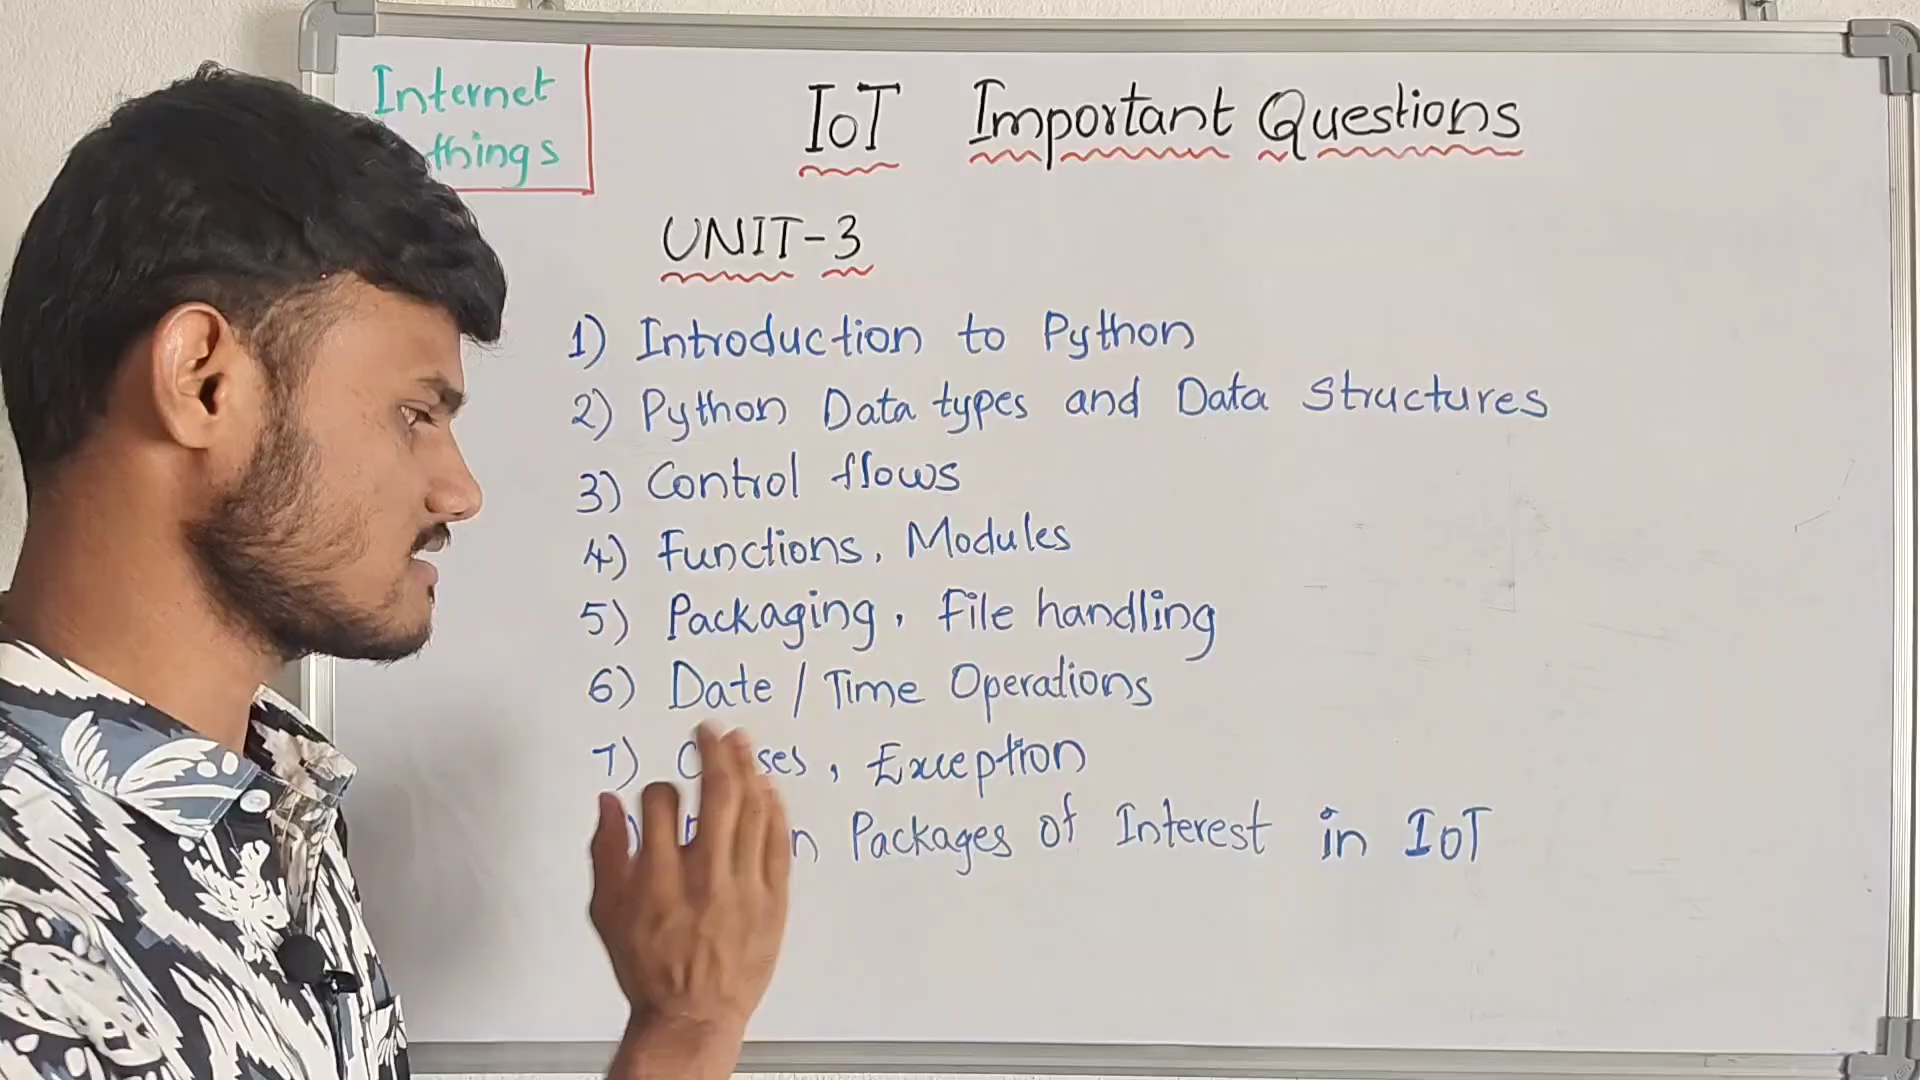 Internet
things
IoT Important Questions
UNIT-3
1) Introduction to Python
2) Python Data types and Data Structures
3) Control flows
4) Functions, Modules
5) Packaging, File handling
6) Date / Time Operations
7) , Exception
Packages of Interest in IoT